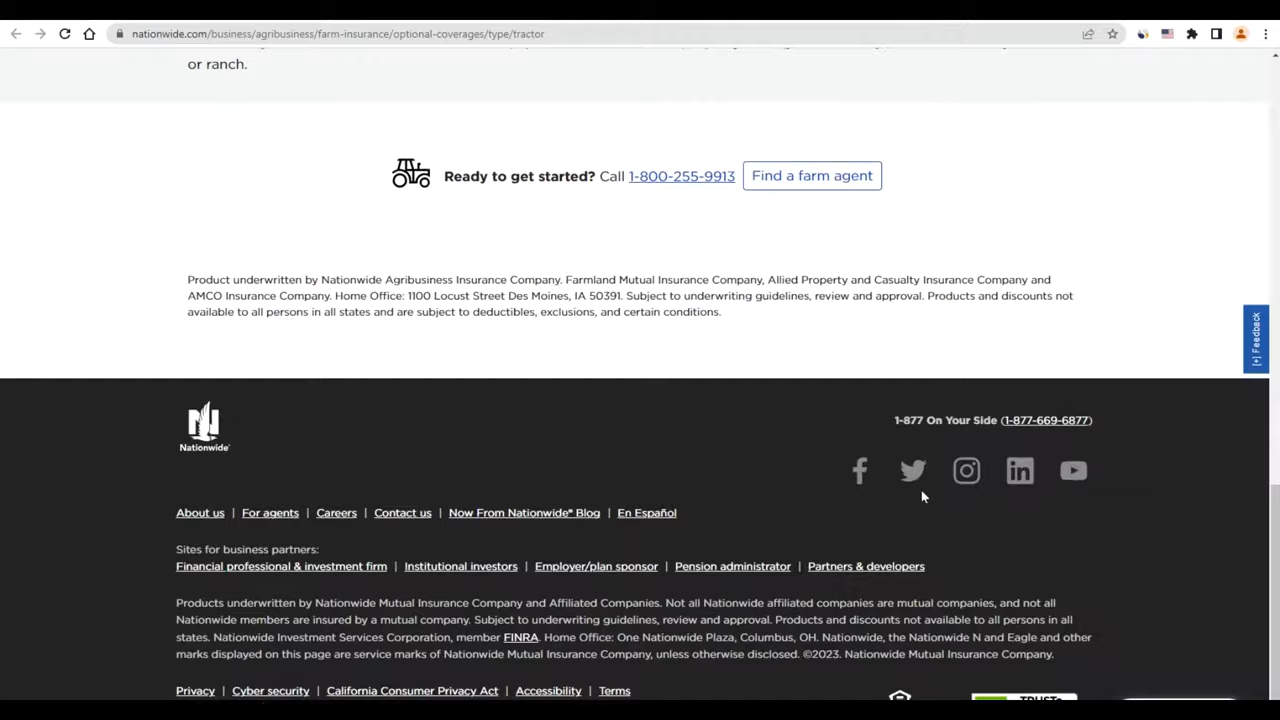 nationwide.com/business/agribusiness/farm-insurance/optional-coverages/type/tractor
or ranch.
Ready to get started? Call 1-800-255-9913 Find a farm agent
Product underwritten by Nationwide Agribusiness Insurance Company. Farmland Mutual Insurance Company, Allied Property and Casualty Insurance Company and
AMCO Insurance Company. Home Office: 1100 Locust Street Des Moines, IA 50391. Subject to underwriting guidelines, review and approval. Products and discounts not
available to all persons in all states and are subject to deductibles, exclusions, and certain conditions.
[+] Feedback
Nationwide
1-877 On Your Side (1-877-669-6877)
About us | For agents | Careers | Contact us | Now From Nationwide® Blog | En Español
Sites for business partners:
Financial professional & investment firm | Institutional investors | Employer/plan sponsor | Pension administrator | Partners & developers
Products underwritten by Nationwide Mutual Insurance Company and Affiliated Companies. Not all Nationwide affiliated companies are mutual companies, and not all
Nationwide members are insured by a mutual company. Subject to underwriting guidelines, review and approval. Products and discounts not available to all persons in all
states. Nationwide Investment Services Corporation, member FINRA. Home Office: One Nationwide Plaza, Columbus, OH. Nationwide, the Nationwide N and Eagle and other
marks displayed on this page are service marks of Nationwide Mutual Insurance Company, unless otherwise disclosed. ©2023. Nationwide Mutual Insurance Company.
Privacy | Cyber security | California Consumer Privacy Act | Accessibility | Terms